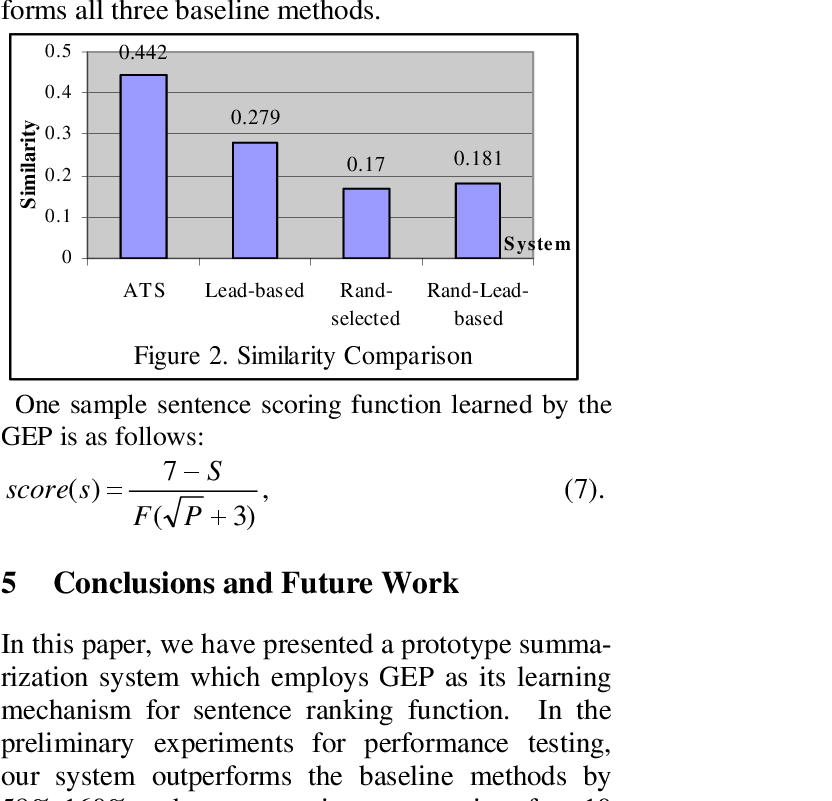 forms all three baseline methods.
0.5
0.4
0.3
0.2
0.1
0
Similarity
0.442
0.279
0.17
0.181
System
ATS Lead-based Rand- Rand-Lead-
selected based
Figure 2. Similarity Comparison
One sample sentence scoring function learned by the
GEP is as follows:
score(s) = (7 − S) / (F(√P + 3)), (7).
5 Conclusions and Future Work
In this paper, we have presented a prototype summa-
rization system which employs GEP as its learning
mechanism for sentence ranking function. In the
preliminary experiments for performance testing,
our system outperforms the baseline methods by